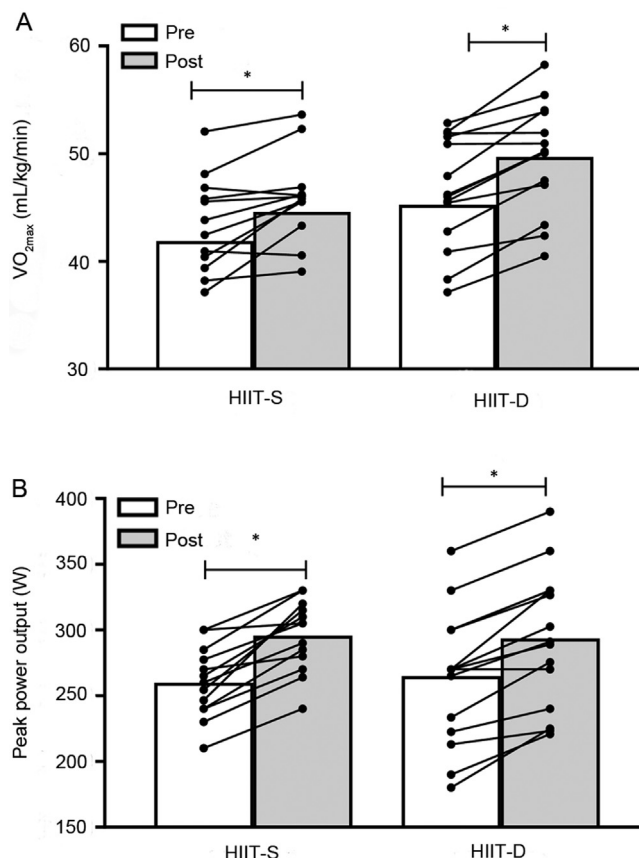 A
Pre
Post
*
*
60
50
40
30
VO2max (mL/kg/min)
HIIT-S
HIIT-D
B
Pre
Post
*
*
400
350
300
250
200
150
Peak power output (W)
HIIT-S
HIIT-D